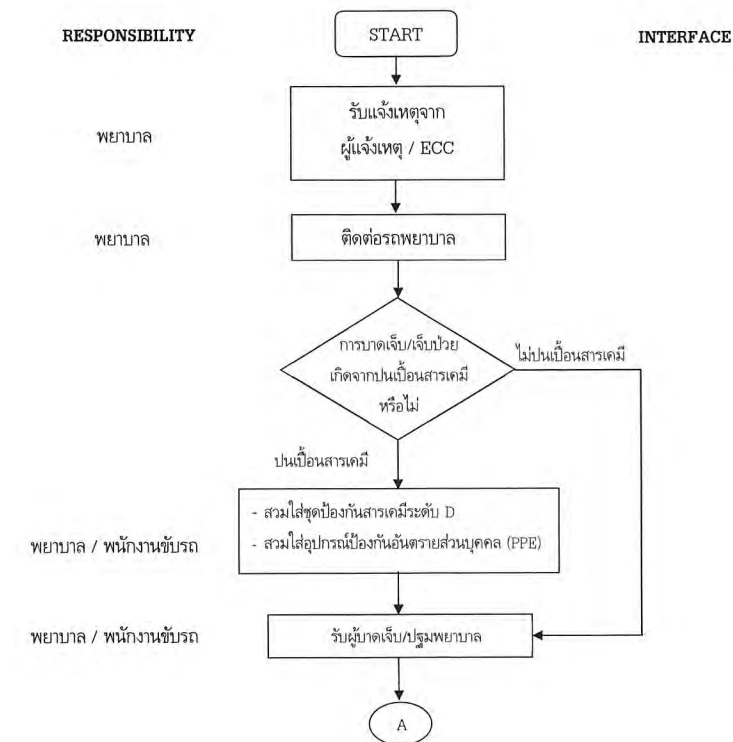 RESPONSIBILITY
START
INTERFACE
พยาบาล
รับแจ้งเหตุจาก
ผู้แจ้งเหตุ / ECC
พยาบาล
ติดต่อรถพยาบาล
การบาดเจ็บ/เจ็บป่วย
เกิดจากปนเปื้อนสารเคมี
หรือไม่
ไม่ปนเปื้อนสารเคมี
ปนเปื้อนสารเคมี
พยาบาล / พนักงานขับรถ
- สวมใส่ชุดป้องกันสารเคมีระดับ D
- สวมใส่อุปกรณ์ป้องกันอันตรายส่วนบุคคล (PPE)
พยาบาล / พนักงานขับรถ
รับผู้บาดเจ็บ/ปฐมพยาบาล
A